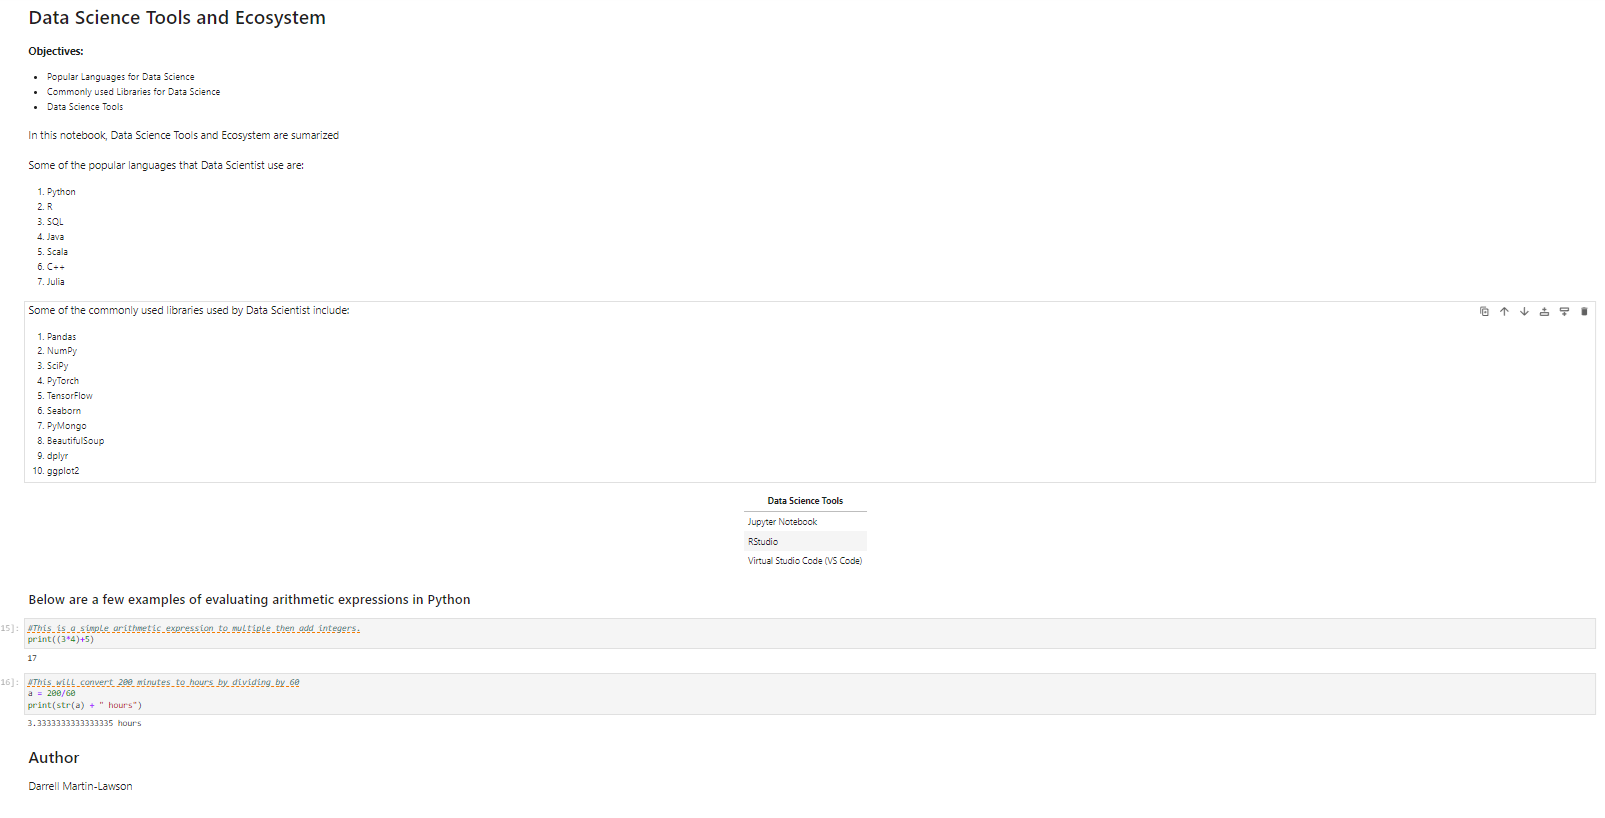 Data Science Tools and Ecosystem
Objectives:
• Popular Languages for Data Science
• Commonly used Libraries for Data Science
• Data Science Tools
In this notebook, Data Science Tools and Ecosystem are sumarized
Some of the popular languages that Data Scientist use are:
1. Python
2. R
3. SQL
4. Java
5. Scala
6. C++
7. Julia
Some of the commonly used libraries used by Data Scientist include:
1. Pandas
2. NumPy
3. SciPy
4. PyTorch
5. TensorFlow
6. Seaborn
7. PyMongo
8. BeautifulSoup
9. dplyr
10. ggplot2
Data Science Tools
Jupyter Notebook
RStudio
Virtual Studio Code (VS Code)
Below are a few examples of evaluating arithmetic expressions in Python
15]: #This is a simple arithmetic expression to multiple then add integers.
print((3*4)+5)
17
16]: #This will convert 200 minutes to hours by dividing by 60
a = 200/60
print(str(a) + " hours")
3.3333333333333335 hours
Author
Darrell Martin-Lawson